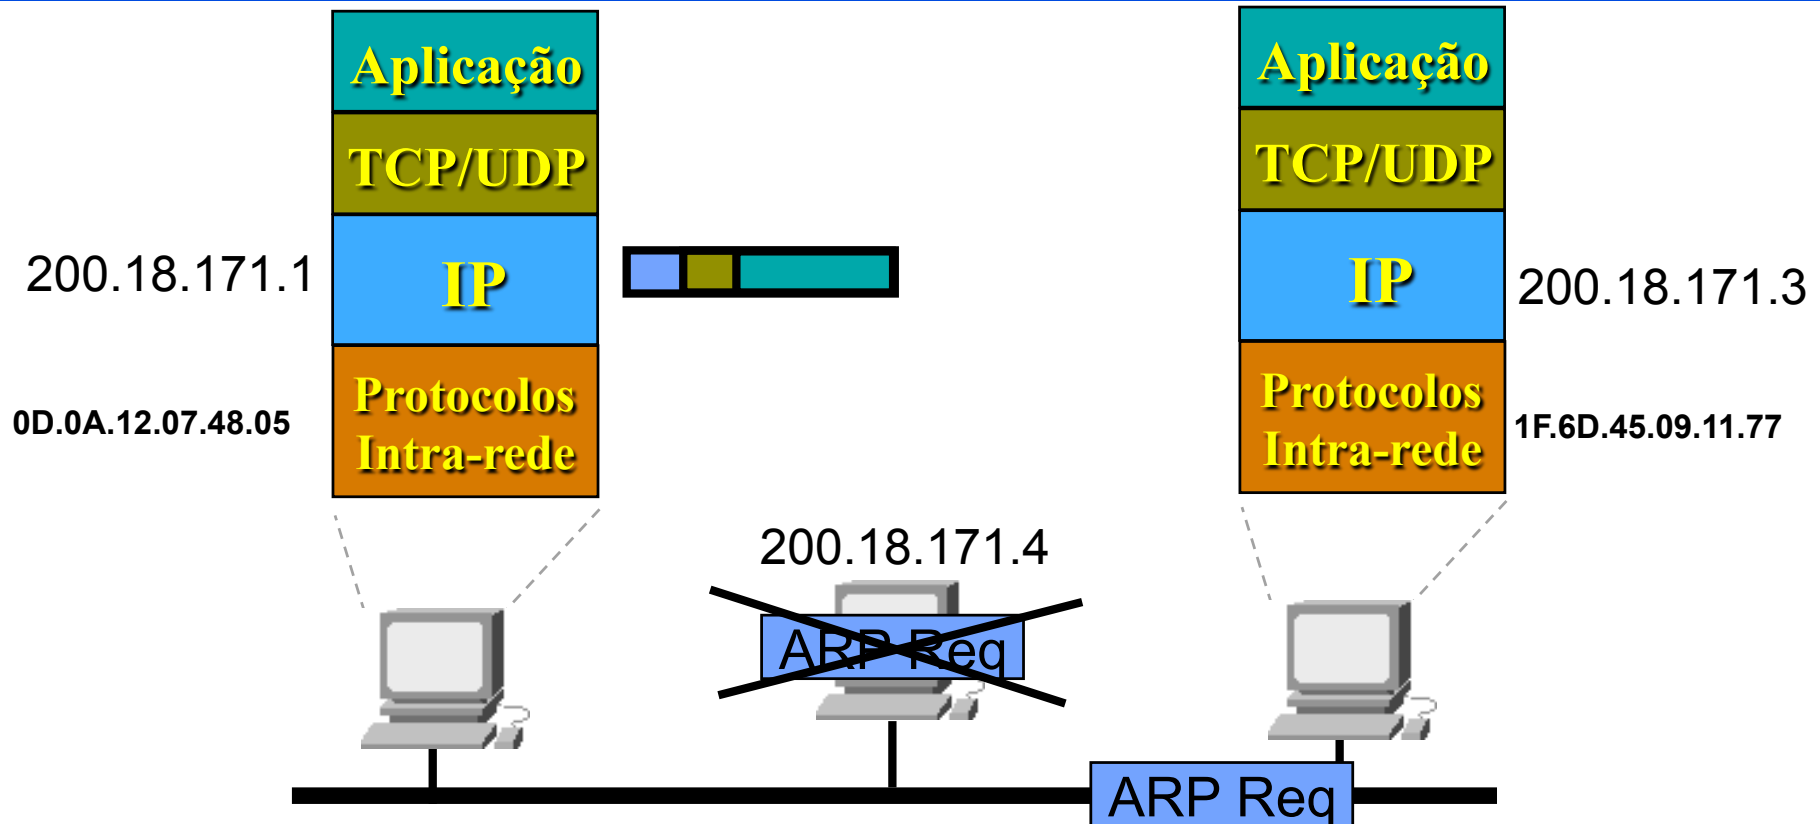 Aplicação
TCP/UDP
200.18.171.1
IP
0D.0A.12.07.48.05
Protocolos
Intra-rede
Aplicação
TCP/UDP
IP
200.18.171.3
Protocolos
Intra-rede
1F.6D.45.09.11.77
200.18.171.4
ARP Req
ARP Req